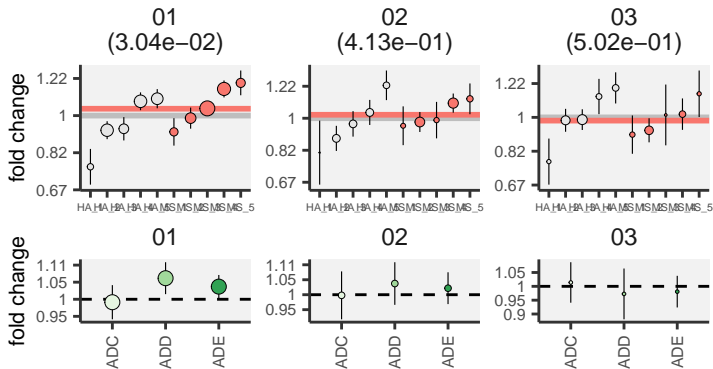 01 02 03
(3.04e−02) (4.13e−01) (5.02e−01)
fold change
1.22 1.22 1.22
1 1 1
0.82 0.82 0.82
0.67 0.67 0.67
01 02 03
fold change
1.11 1.11
1.05 1.05 1.05
1 1 1
0.95 0.95 0.95
0.9
ADC ADD ADE ADC ADD ADE ADC ADD ADE